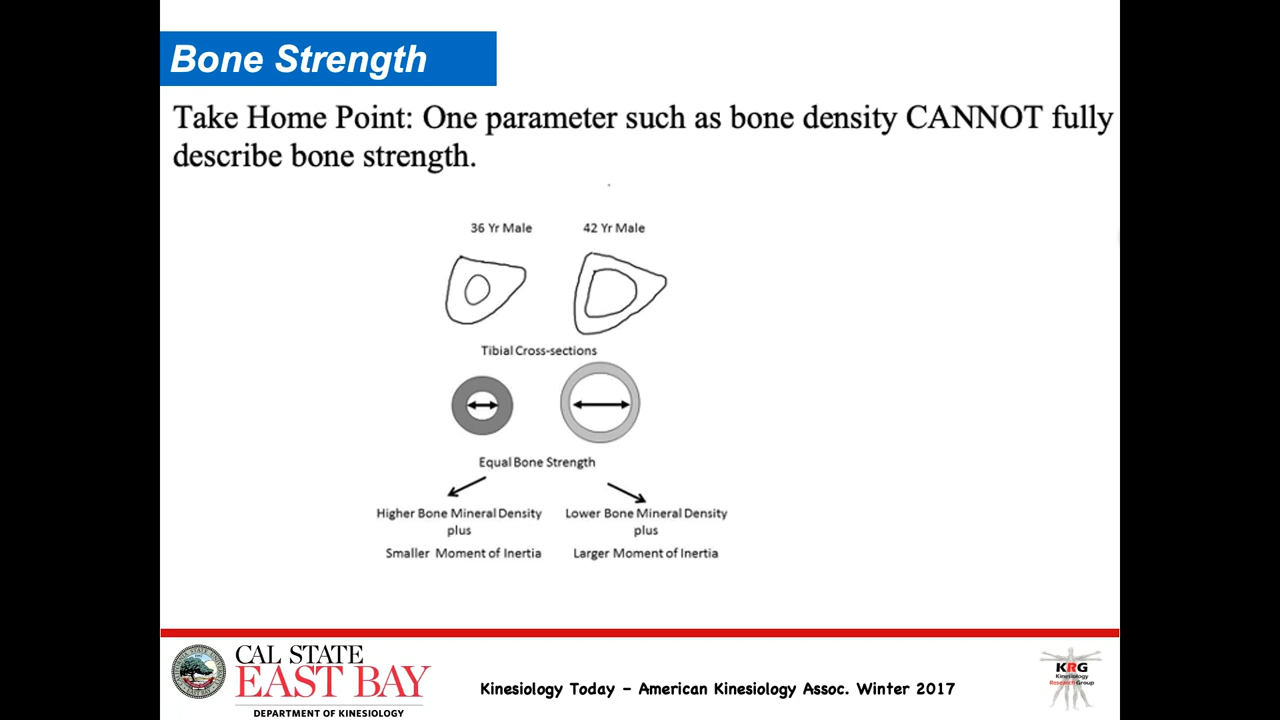 Bone Strength
Take Home Point: One parameter such as bone density CANNOT fully
describe bone strength.
36 Yr Male
42 Yr Male
Tibial Cross-sections
Equal Bone Strength
Higher Bone Mineral Density
plus
Smaller Moment of Inertia
Lower Bone Mineral Density
plus
Larger Moment of Inertia
CAL STATE
EAST BAY
DEPARTMENT OF KINESIOLOGY
Kinesiology Today – American Kinesiology Assoc. Winter 2017
KRG
Kinesiology
Research Group